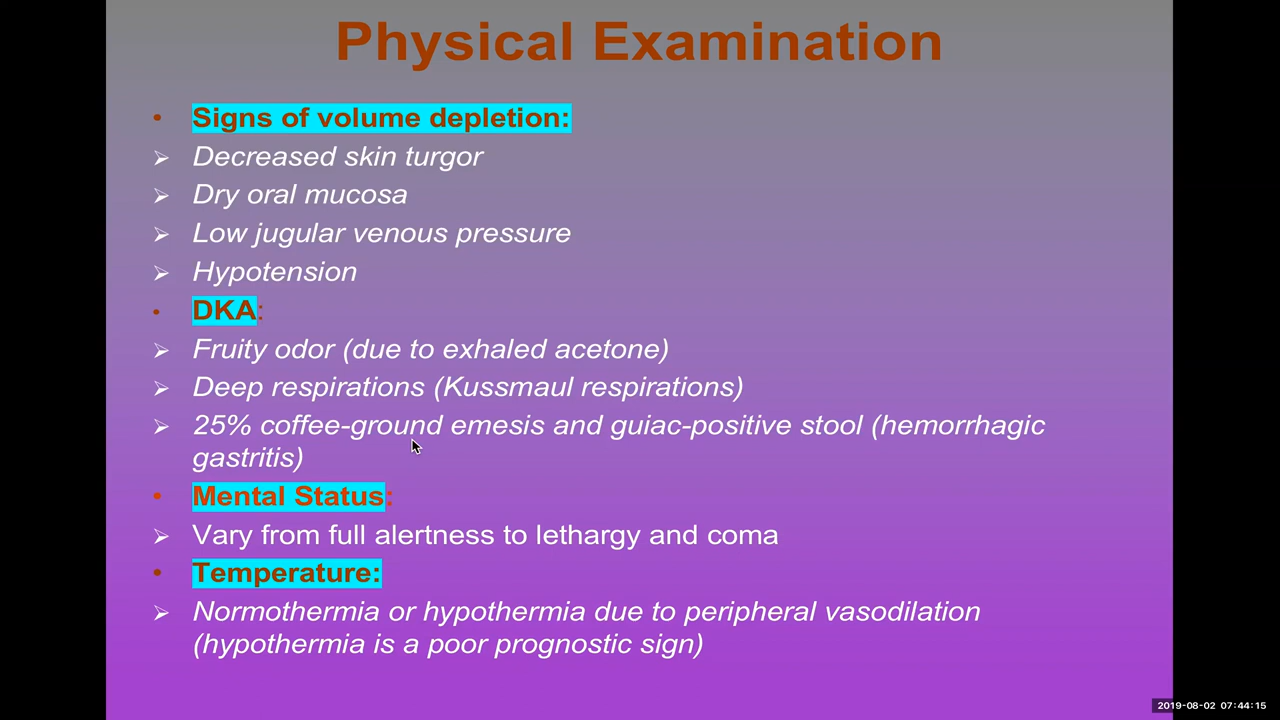 Physical Examination
• Signs of volume depletion:
➢ Decreased skin turgor
➢ Dry oral mucosa
➢ Low jugular venous pressure
➢ Hypotension
• DKA:
➢ Fruity odor (due to exhaled acetone)
➢ Deep respirations (Kussmaul respirations)
➢ 25% coffee-ground emesis and guiac-positive stool (hemorrhagic
gastritis)
• Mental Status:
➢ Vary from full alertness to lethargy and coma
• Temperature:
➢ Normothermia or hypothermia due to peripheral vasodilation
(hypothermia is a poor prognostic sign)
2019-08-02 07:44:15